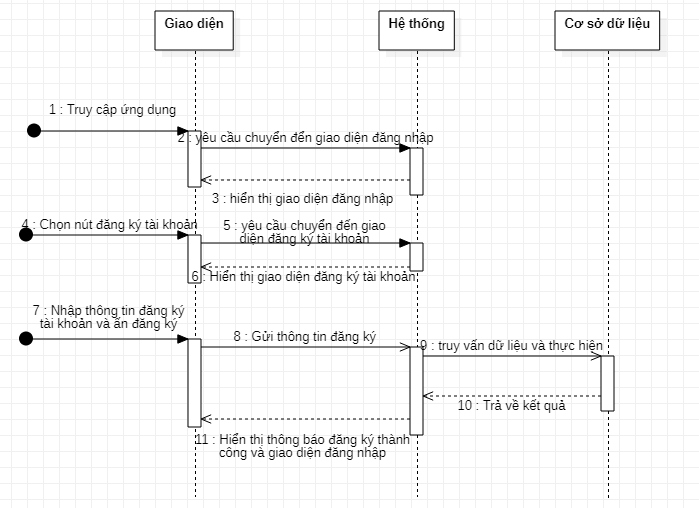 Giao diện
Hệ thống
Cơ sở dữ liệu
1 : Truy cập ứng dụng
2 : yêu cầu chuyển đến giao diện đăng nhập
3 : hiển thị giao diện đăng nhập
4 : Chọn nút đăng ký tài khoản
5 : yêu cầu chuyển đến giao
diện đăng ký tài khoản
6 : Hiển thị giao diện đăng ký tài khoản
7 : Nhập thông tin đăng ký
tài khoản và ấn đăng ký
8 : Gửi thông tin đăng ký
9 : truy vấn dữ liệu và thực hiện
10 : Trả về kết quả
11 : Hiển thị thông báo đăng ký thành
công và giao diện đăng nhập